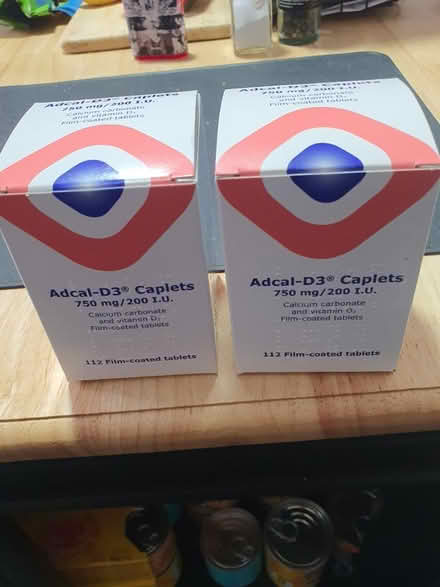 Adcal-D3® Caplets
750 mg/200 I.U.
Calcium carbonate
and vitamin D₃
Film-coated tablets
Adcal-D3® Caplets
750 mg/200 I.U.
Calcium carbonate
and vitamin D₃
Film-coated tablets
112 Film-coated tablets
Adcal-D3® Caplets
750 mg/200 I.U.
Calcium carbonate
and vitamin D₃
Film-coated tablets
Adcal-D3® Caplets
750 mg/200 I.U.
Calcium carbonate
and vitamin D₃
Film-coated tablets
112 Film-coated tablets